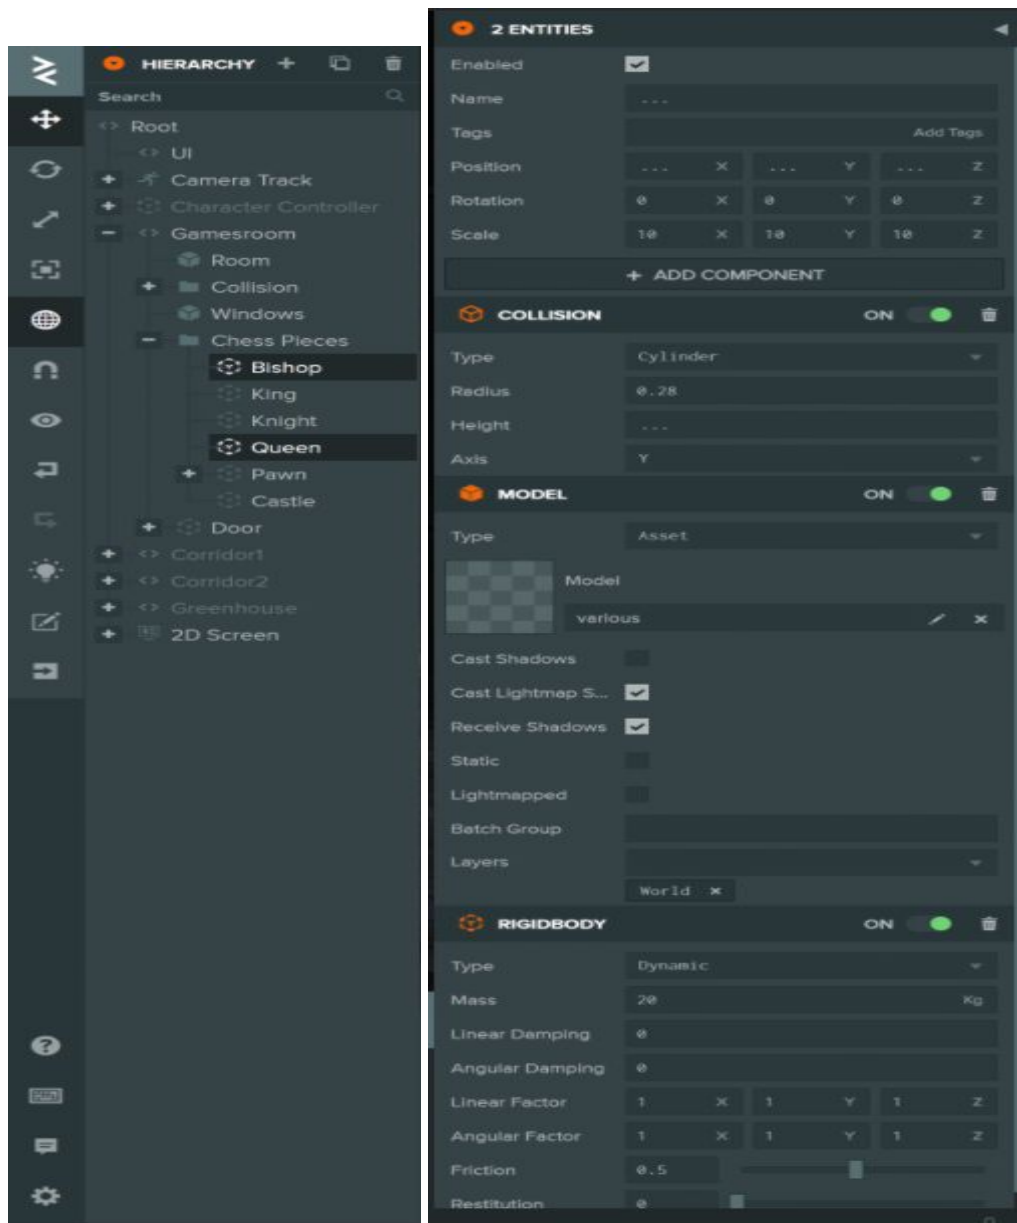 HIERARCHY
Search
Root
UI
Camera Track
Character Controller
Gamesroom
Room
Collision
Windows
Chess Pieces
Bishop
King
Knight
Queen
Pawn
Castle
Door
Corridor1
Corridor2
Greenhouse
2D Screen
2 ENTITIES
Enabled
Name ...
Tags Add Tags
Position ... X ... Y ... Z
Rotation 0 X 0 Y 0 Z
Scale 10 X 10 Y 10 Z
+ ADD COMPONENT
COLLISION ON
Type Cylinder
Radius 0.28
Height ...
Axis Y
MODEL ON
Type Asset
Model
various
Cast Shadows
Cast Lightmap S...
Receive Shadows
Static
Lightmapped
Batch Group
Layers
World ×
RIGIDBODY ON
Type Dynamic
Mass 20 Kg
Linear Damping 0
Angular Damping 0
Linear Factor 1 X 1 Y 1 Z
Angular Factor 1 X 1 Y 1 Z
Friction 0.5
Restitution 0